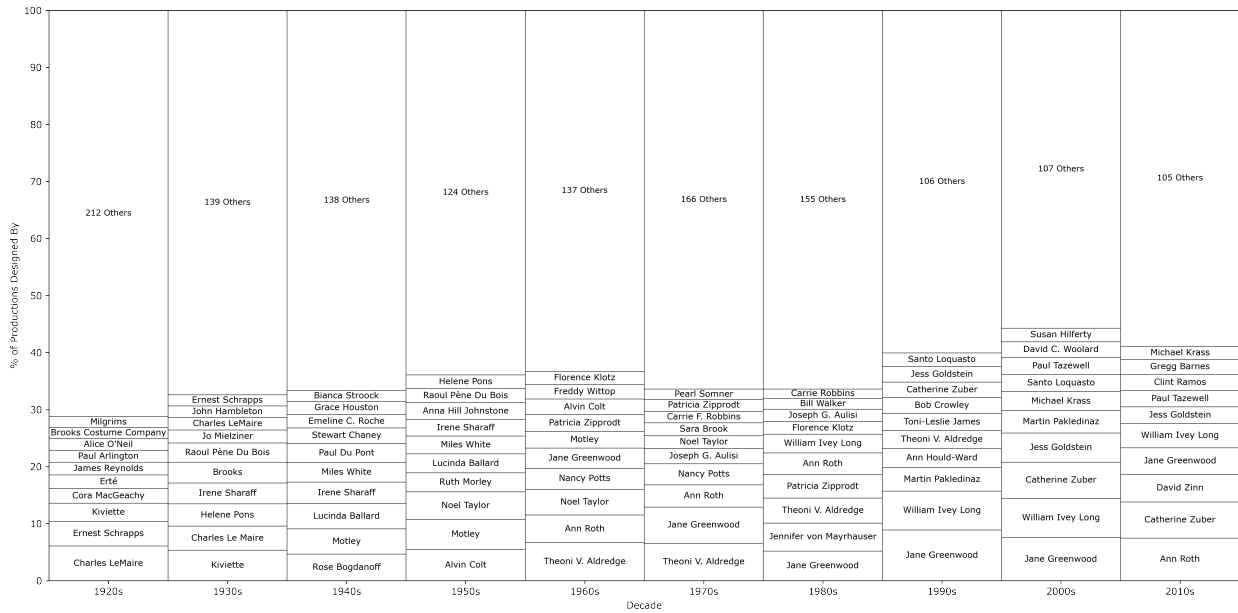 % of Productions Designed By
100
90
80
70
60
50
40
30
20
10
0
212 Others
Milgrims
Brooks Costume Company
Alice O'Neil
Paul Arlington
James Reynolds
Erté
Cora MacGeachy
Kiviette
Ernest Schrapps
Charles LeMaire
1920s
139 Others
Ernest Schrapps
John Hambleton
Charles LeMaire
Jo Mielziner
Raoul Pène Du Bois
Brooks
Irene Sharaff
Helene Pons
Charles Le Maire
Kiviette
1930s
138 Others
Bianca Stroock
Grace Houston
Emeline C. Roche
Stewart Chaney
Paul Du Pont
Miles White
Irene Sharaff
Lucinda Ballard
Motley
Rose Bogdanoff
1940s
124 Others
Helene Pons
Raoul Pène Du Bois
Anna Hill Johnstone
Irene Sharaff
Miles White
Lucinda Ballard
Ruth Morley
Noel Taylor
Motley
Alvin Colt
1950s
137 Others
Florence Klotz
Freddy Wittop
Alvin Colt
Patricia Zipprodt
Motley
Jane Greenwood
Nancy Potts
Noel Taylor
Ann Roth
Theoni V. Aldredge
1960s
166 Others
Pearl Somner
Patricia Zipprodt
Carrie F. Robbins
Sara Brook
Noel Taylor
Joseph G. Aulisi
Nancy Potts
Ann Roth
Jane Greenwood
Theoni V. Aldredge
1970s
155 Others
Carrie Robbins
Bill Walker
Joseph G. Aulisi
Florence Klotz
William Ivey Long
Ann Roth
Patricia Zipprodt
Theoni V. Aldredge
Jennifer von Mayrhauser
Jane Greenwood
1980s
106 Others
Santo Loquasto
Jess Goldstein
Catherine Zuber
Bob Crowley
Toni-Leslie James
Theoni V. Aldredge
Ann Hould-Ward
Martin Pakledinaz
William Ivey Long
Jane Greenwood
1990s
107 Others
Susan Hilferty
David C. Woolard
Paul Tazewell
Santo Loquasto
Michael Krass
Martin Pakledinaz
Jess Goldstein
Catherine Zuber
William Ivey Long
Jane Greenwood
2000s
105 Others
Michael Krass
Gregg Barnes
Clint Ramos
Paul Tazewell
Jess Goldstein
William Ivey Long
Jane Greenwood
David Zinn
Catherine Zuber
Ann Roth
2010s
Decade